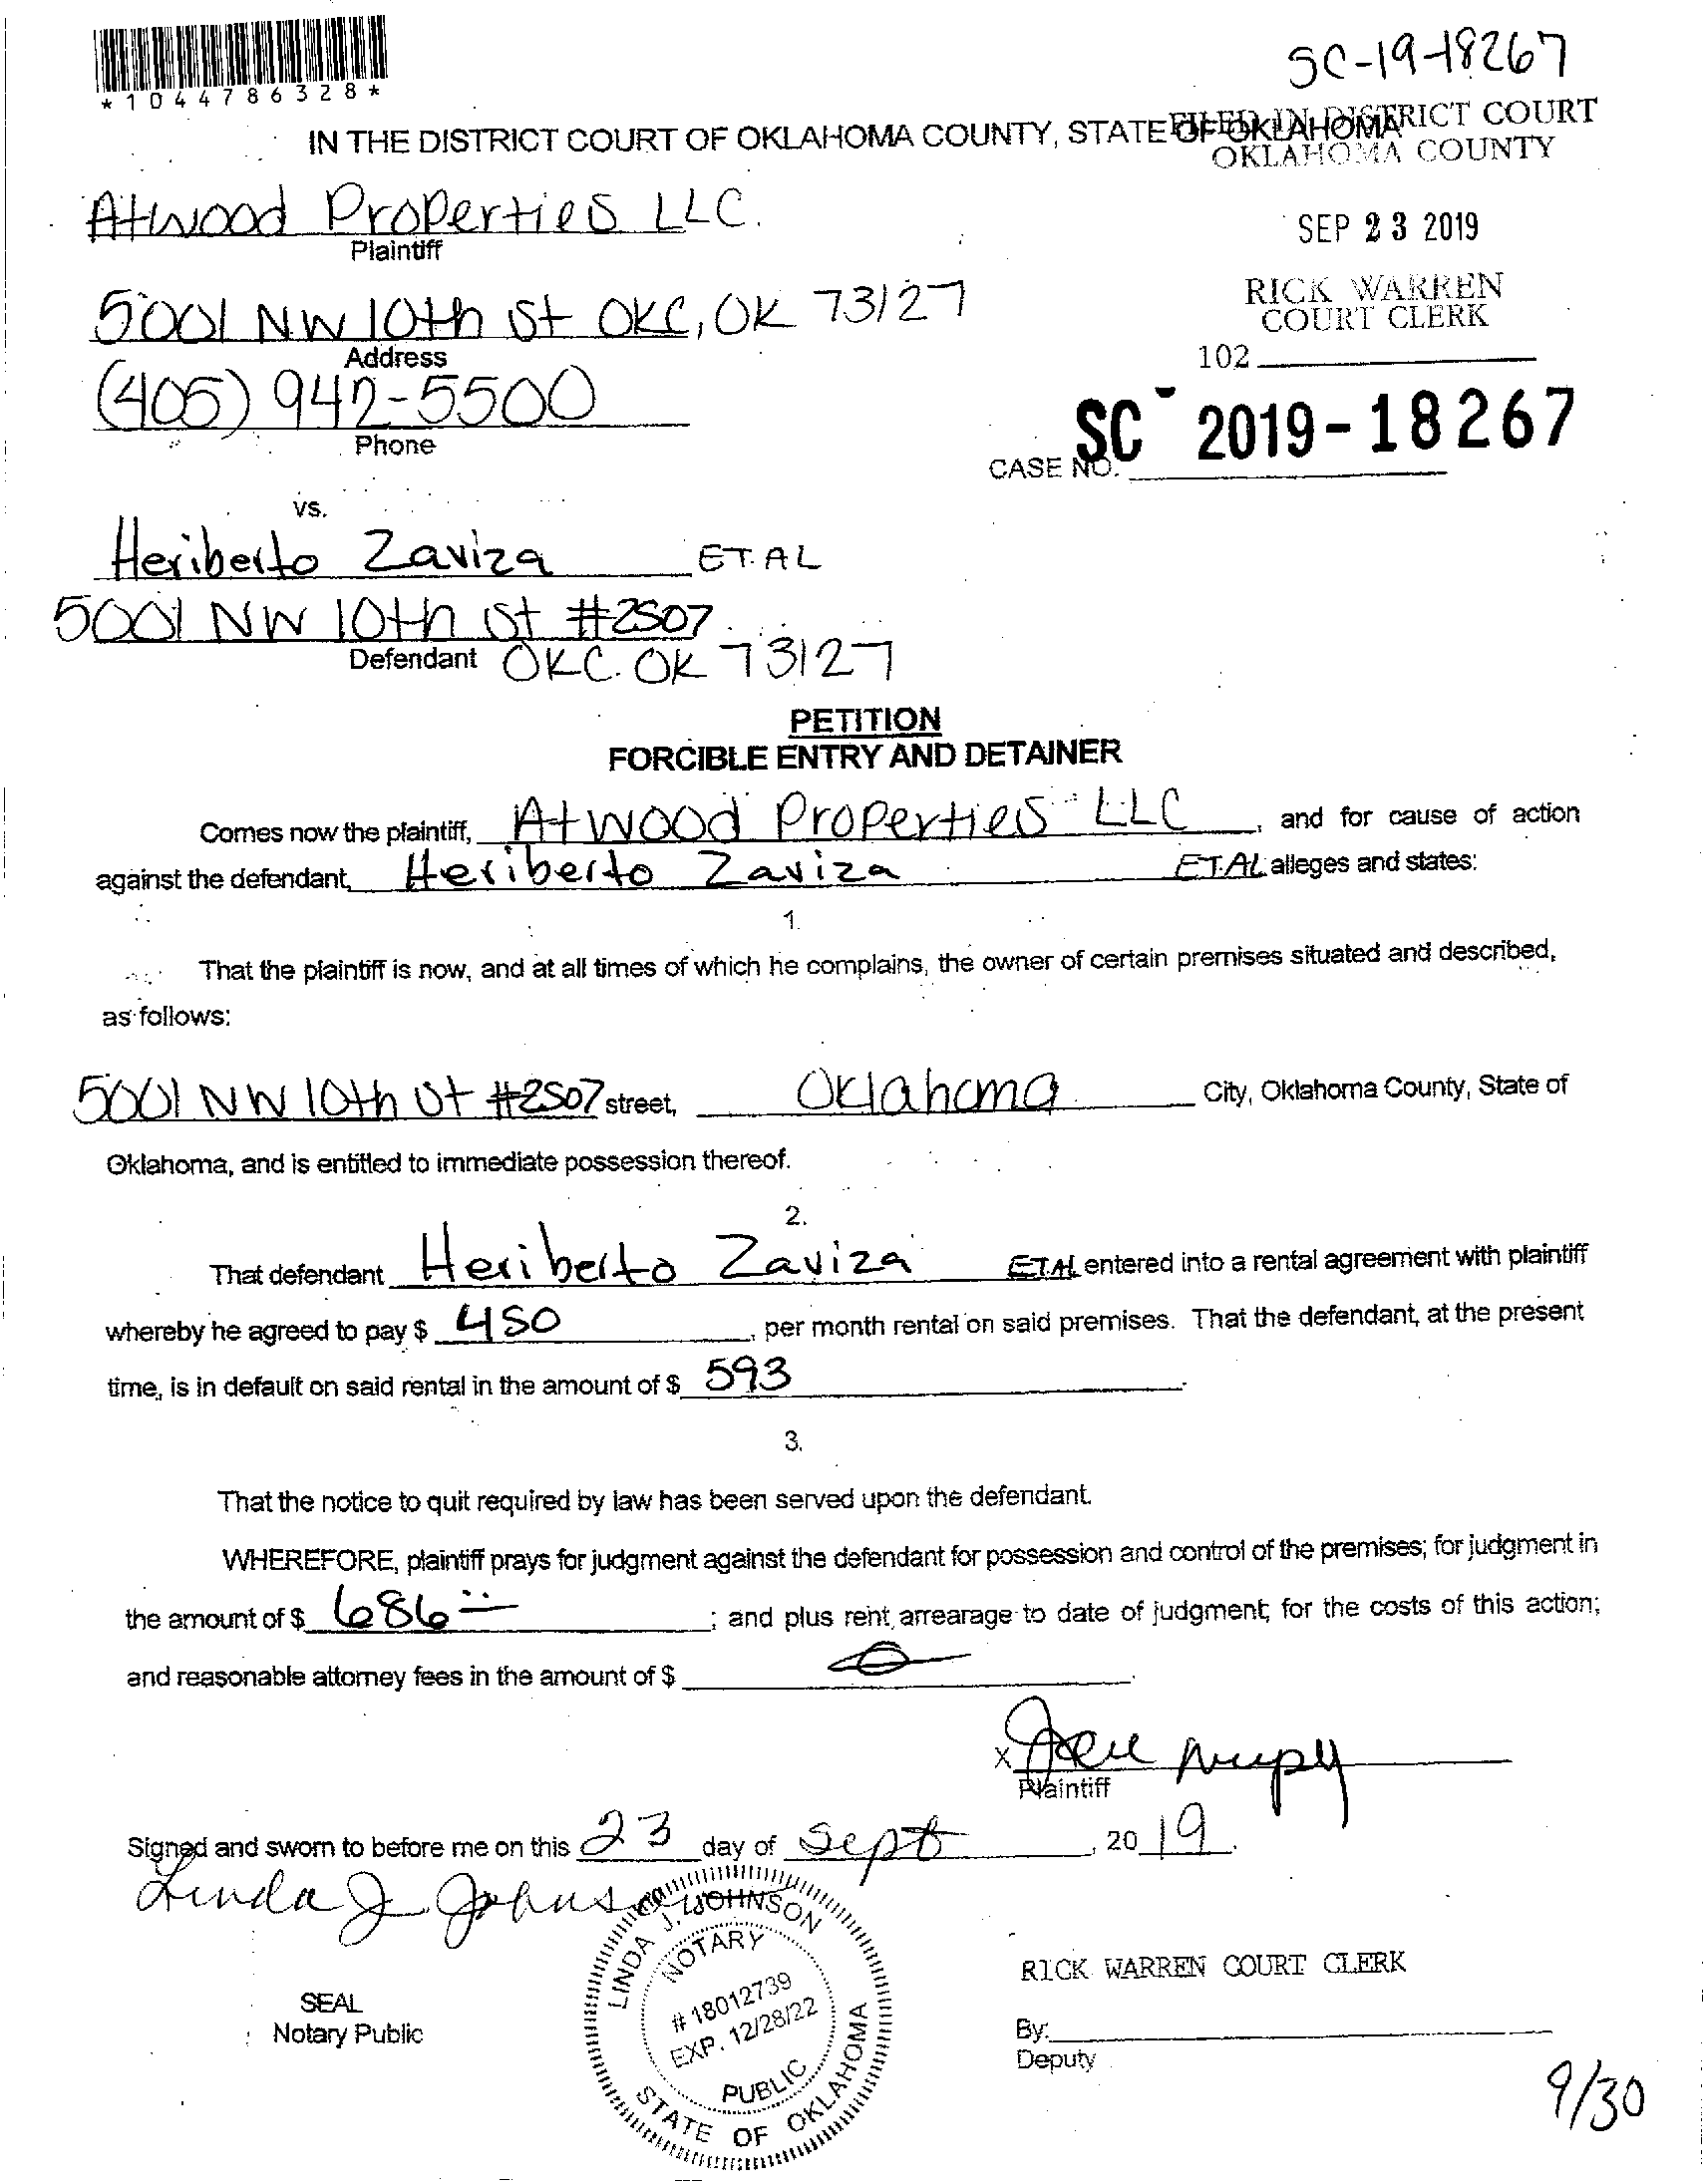 SC-19-18267
*1044786328*
FILED IN DISTRICT COURT
IN THE DISTRICT COURT OF OKLAHOMA COUNTY, STATE OF OKLAHOMA
OKLAHOMA COUNTY
Atwood Properties LLC.
SEP 23 2019
Plaintiff
RICK WARREN
5001 NW 10th St OKC, OK 73127
COURT CLERK
Address
102
(405) 942-5500
Phone
SC 2019-18267
CASE NO.
vs.
Heriberto Zaviza ET.AL
5001 NW 10th St #2507
Defendant OKC. OK 73127
PETITION
FORCIBLE ENTRY AND DETAINER
Comes now the plaintiff, Atwood Properties LLC, and for cause of action
against the defendant, Heriberto Zaviza ET.AL alleges and states:
1.
That the plaintiff is now, and at all times of which he complains, the owner of certain premises situated and described,
as follows:
5001 NW 10th St #2507 street, Oklahoma City, Oklahoma County, State of
Oklahoma, and is entitled to immediate possession thereof.
2.
That defendant Heriberto Zaviza ET.AL entered into a rental agreement with plaintiff
whereby he agreed to pay $ 450, per month rental on said premises. That the defendant, at the present
time, is in default on said rental in the amount of $ 593.
3.
That the notice to quit required by law has been served upon the defendant.
WHEREFORE, plaintiff prays for judgment against the defendant for possession and control of the premises; for judgment in
the amount of $ 686; and plus rent arrearage to date of judgment; for the costs of this action;
and reasonable attorney fees in the amount of $ 0.
x
Plaintiff
Signed and sworn to before me on this 23 day of Sept, 2019.
Linda J Johnson
LINDA J. JOHNSON
NOTARY
# 18012739
EXP. 12/28/22
PUBLIC
STATE OF OKLAHOMA
RICK WARREN COURT CLERK
SEAL
Notary Public
By:
Deputy
9/30